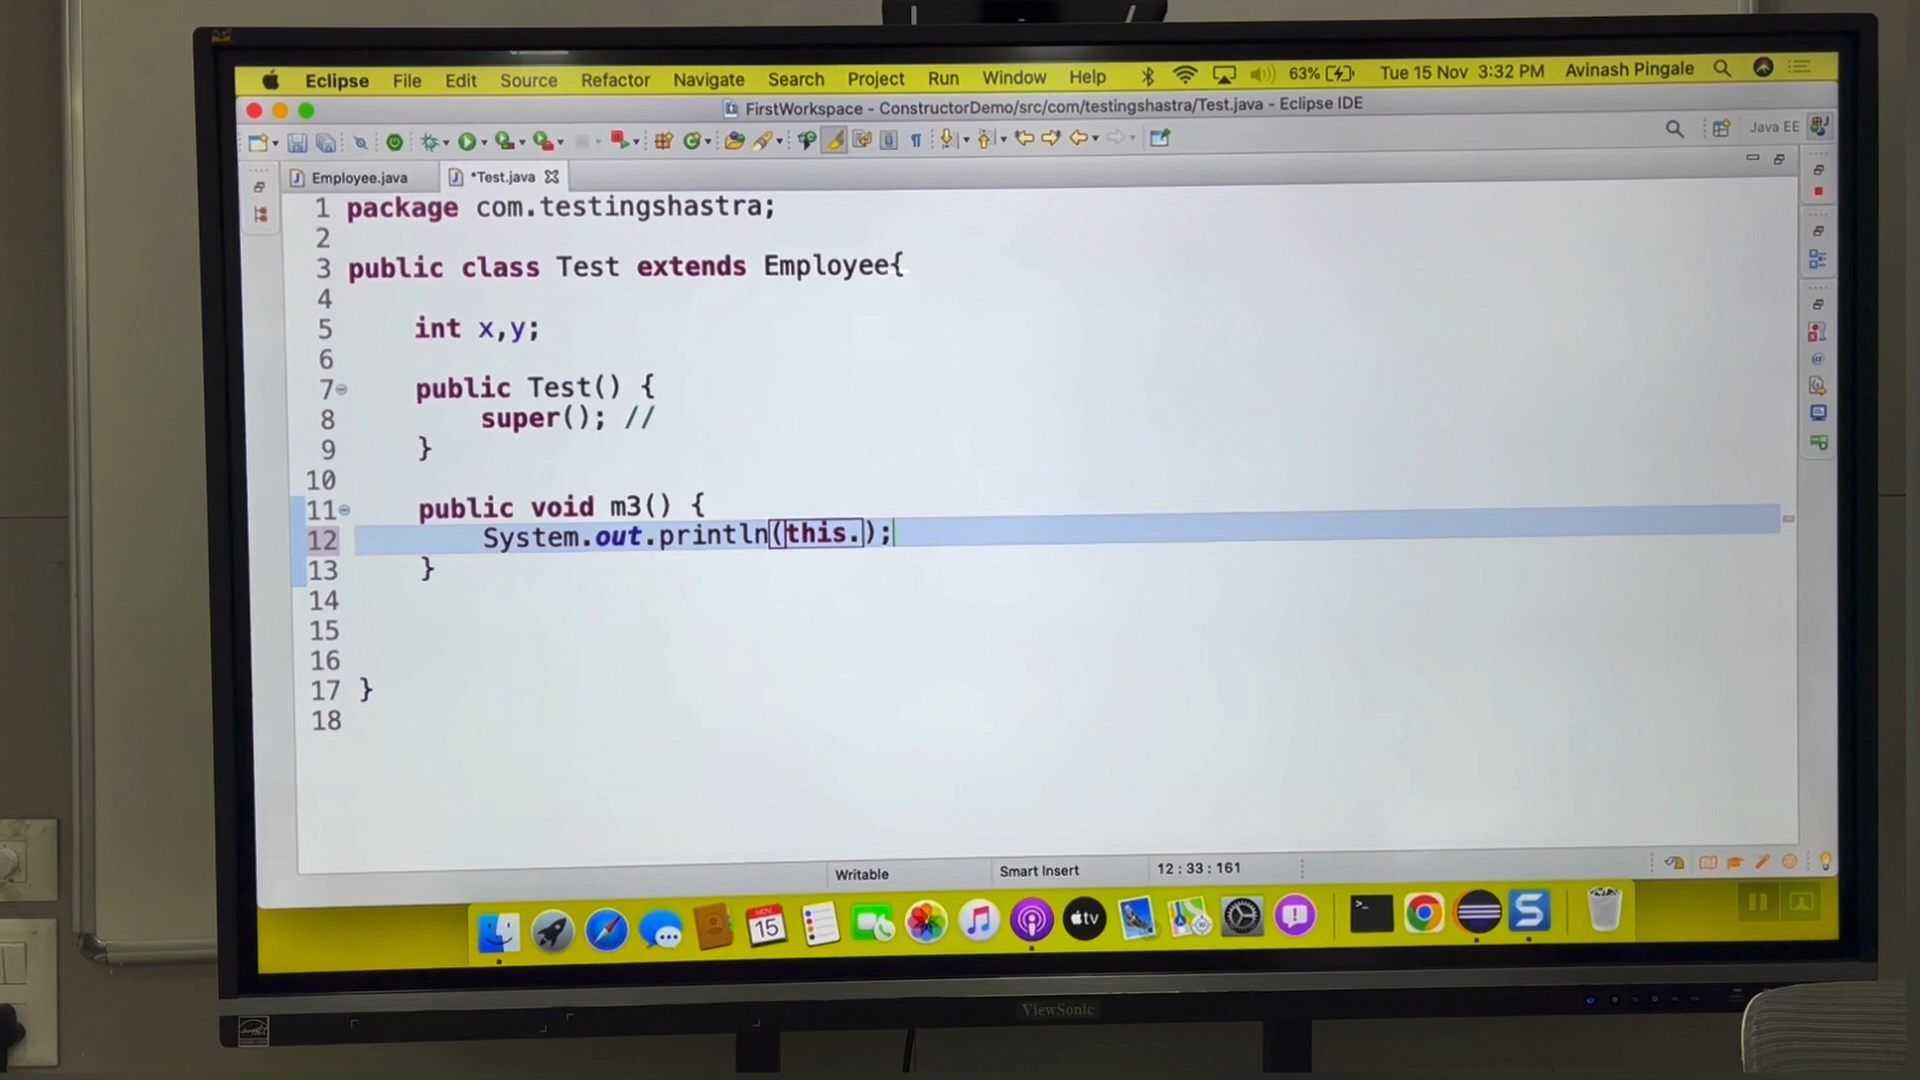 Eclipse File Edit Source Refactor Navigate Search Project Run Window Help 63% Tue 15 Nov 3:32 PM Avinash Pingale
FirstWorkspace - ConstructorDemo/src/com/testingshastra/Test.java - Eclipse IDE
Java EE
Employee.java *Test.java
1 package com.testingshastra;
2
3 public class Test extends Employee{
4
5 int x,y;
6
7 public Test() {
8 super(); //
9 }
10
11 public void m3() {
12 System.out.println(this.);
13 }
14
15
16
17 }
18
Writable Smart Insert 12 : 33 : 161
NOV
15
tv
ViewSonic